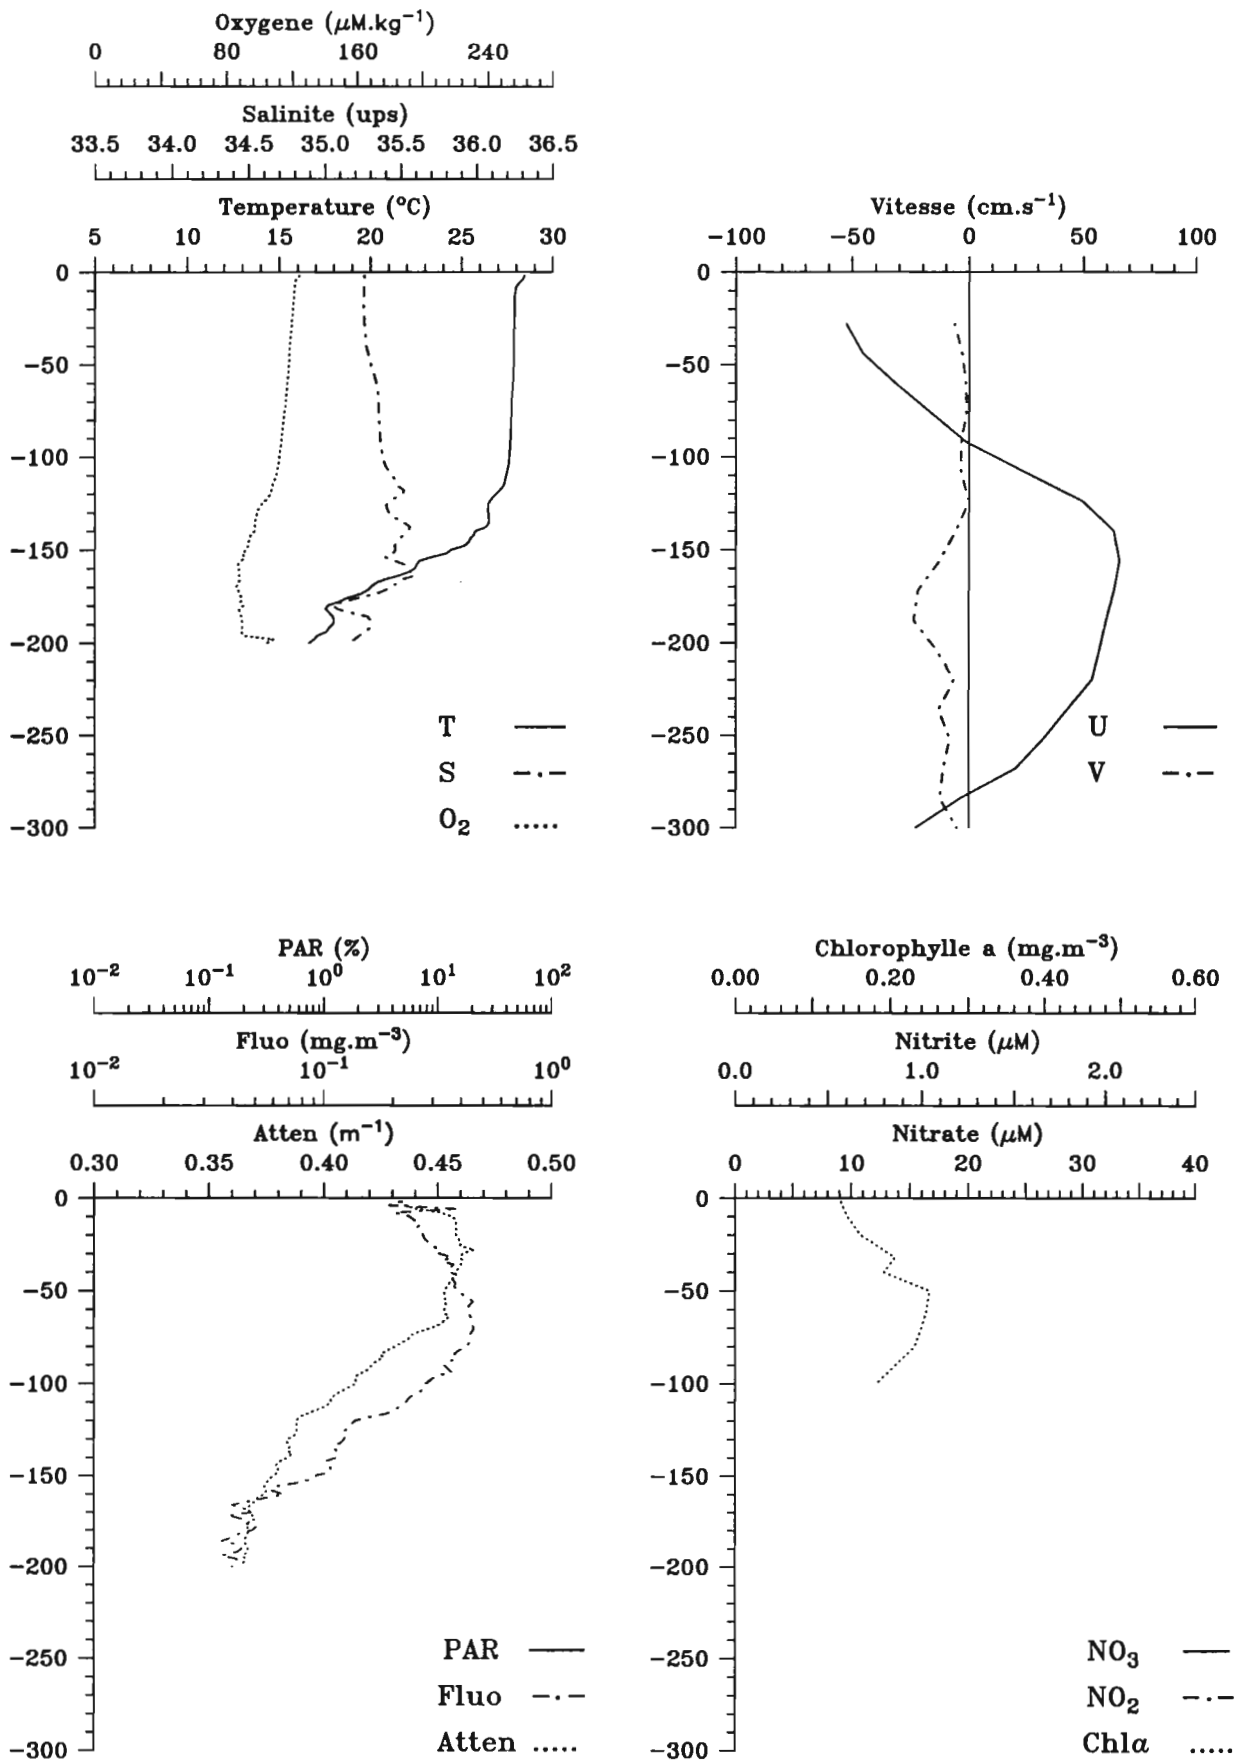 Oxygene (μM.kg⁻¹)
0 80 160 240
Salinite (ups)
33.5 34.0 34.5 35.0 35.5 36.0 36.5
Temperature (°C)
5 10 15 20 25 30
0
-50
-100
-150
-200
-250
-300
T
S
O₂
Vitesse (cm.s⁻¹)
-100 -50 0 50 100
0
-50
-100
-150
-200
-250
-300
U
V
PAR (%)
10⁻² 10⁻¹ 10⁰ 10¹ 10²
Fluo (mg.m⁻³)
10⁻² 10⁻¹ 10⁰
Atten (m⁻¹)
0.30 0.35 0.40 0.45 0.50
0
-50
-100
-150
-200
-250
-300
PAR
Fluo
Atten
Chlorophylle a (mg.m⁻³)
0.00 0.20 0.40 0.60
Nitrite (μM)
0.0 1.0 2.0
Nitrate (μM)
0 10 20 30 40
0
-50
-100
-150
-200
-250
-300
NO₃
NO₂
Chla